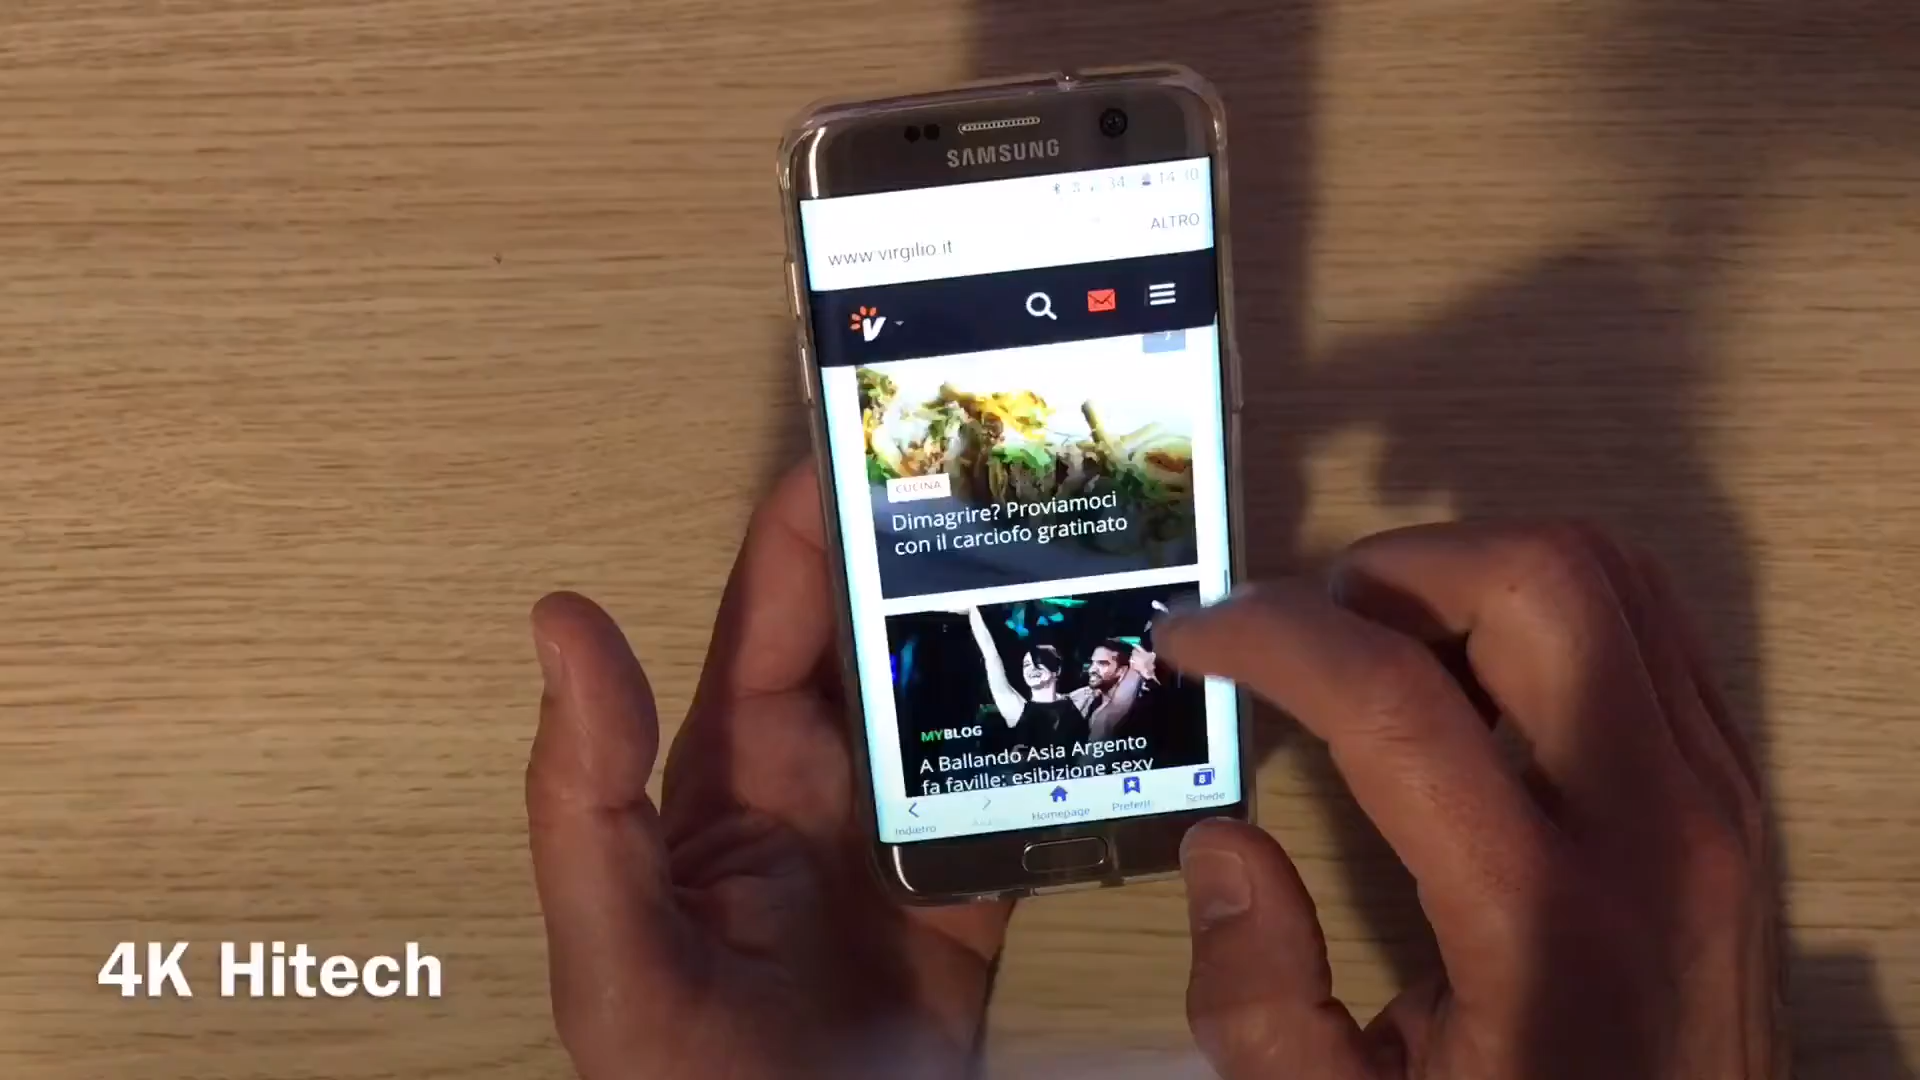 SAMSUNG
ALTRO
www.virgilio.it
V
CUCINA
Dimagrire? Proviamoci
con il carciofo gratinato
MYBLOG
A Ballando Asia Argento
fa faville: esibizione sexy
Indietro
Homepage
Schede
4K Hitech